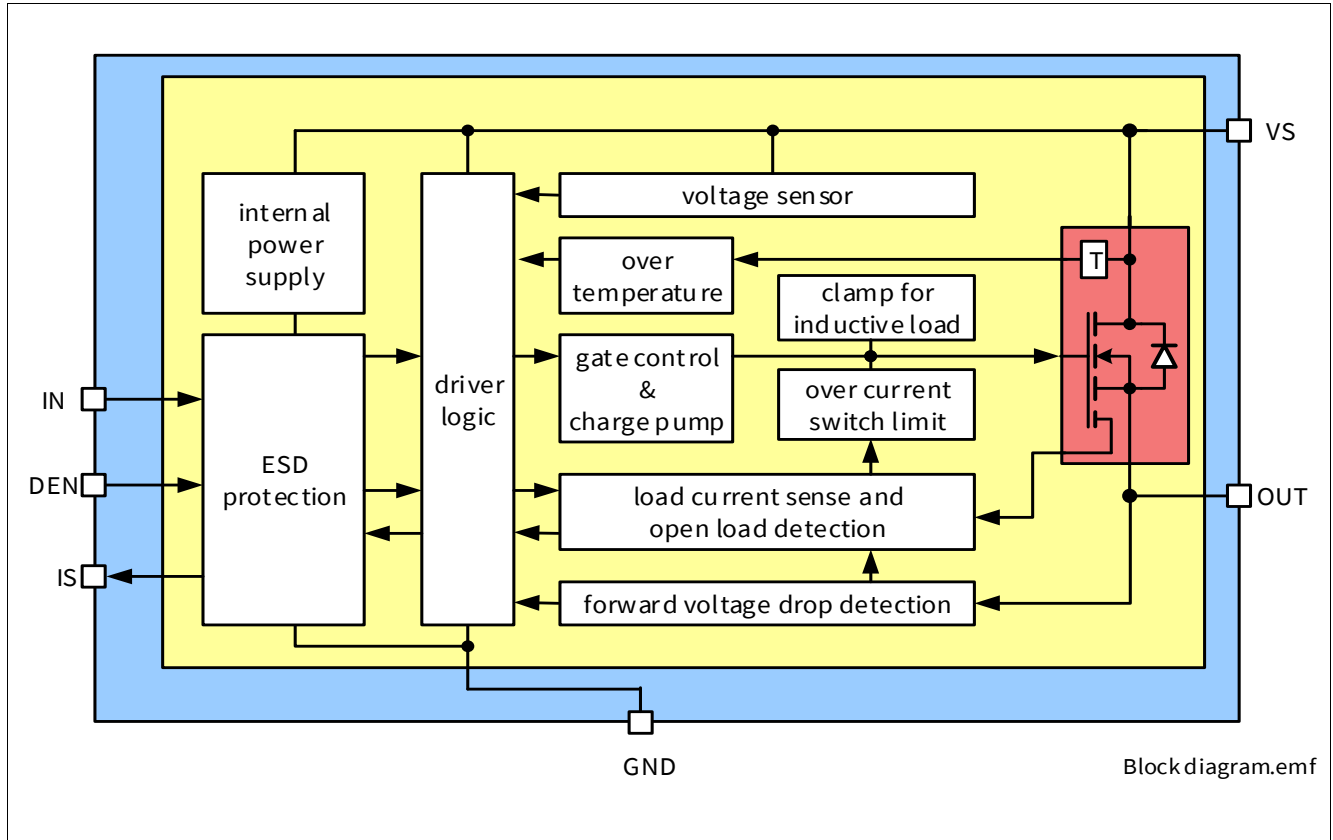 VS
internal
power
supply
voltage sensor
over
temperature
T
clamp for
inductive load
driver
logic
gate control
&
charge pump
over current
switch limit
IN
DEN
IS
ESD
protection
load current sense and
open load detection
OUT
forward voltage drop detection
GND
Block diagram.emf